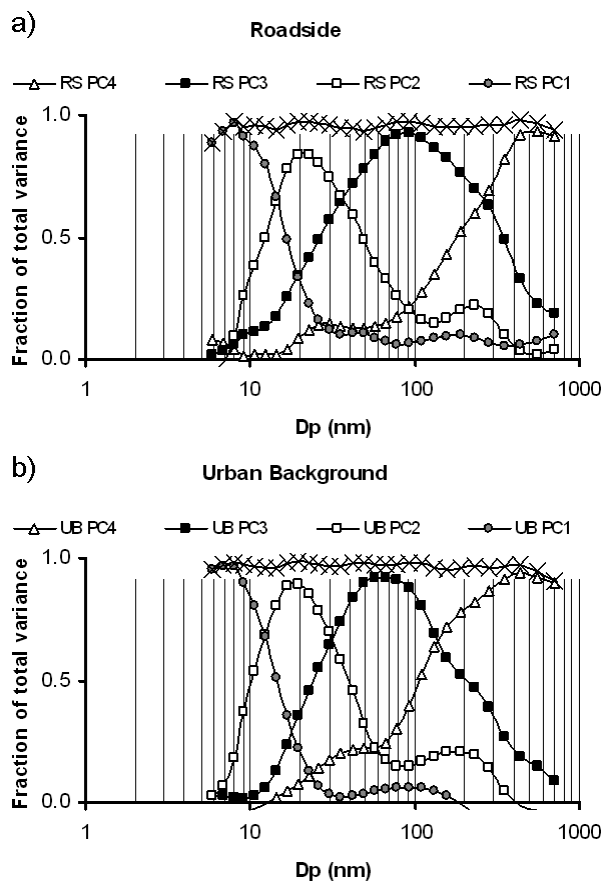 a)
Roadside
RS PC4 RS PC3 RS PC2 RS PC1
Fraction of total variance
1.0
0.5
0.0
1 10 100 1000
Dp (nm)
b)
Urban Background
UB PC4 UB PC3 UB PC2 UB PC1
Fraction of total variance
1.0
0.5
0.0
1 10 100 1000
Dp (nm)